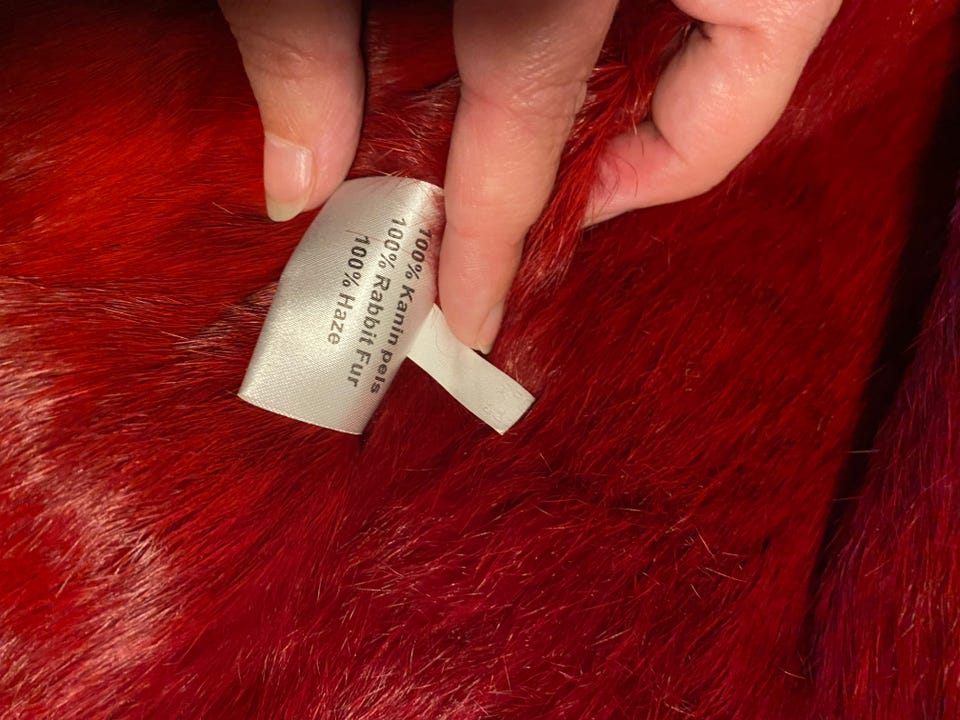 100% Kanin pels
100% Rabbit Fur
100% Haze